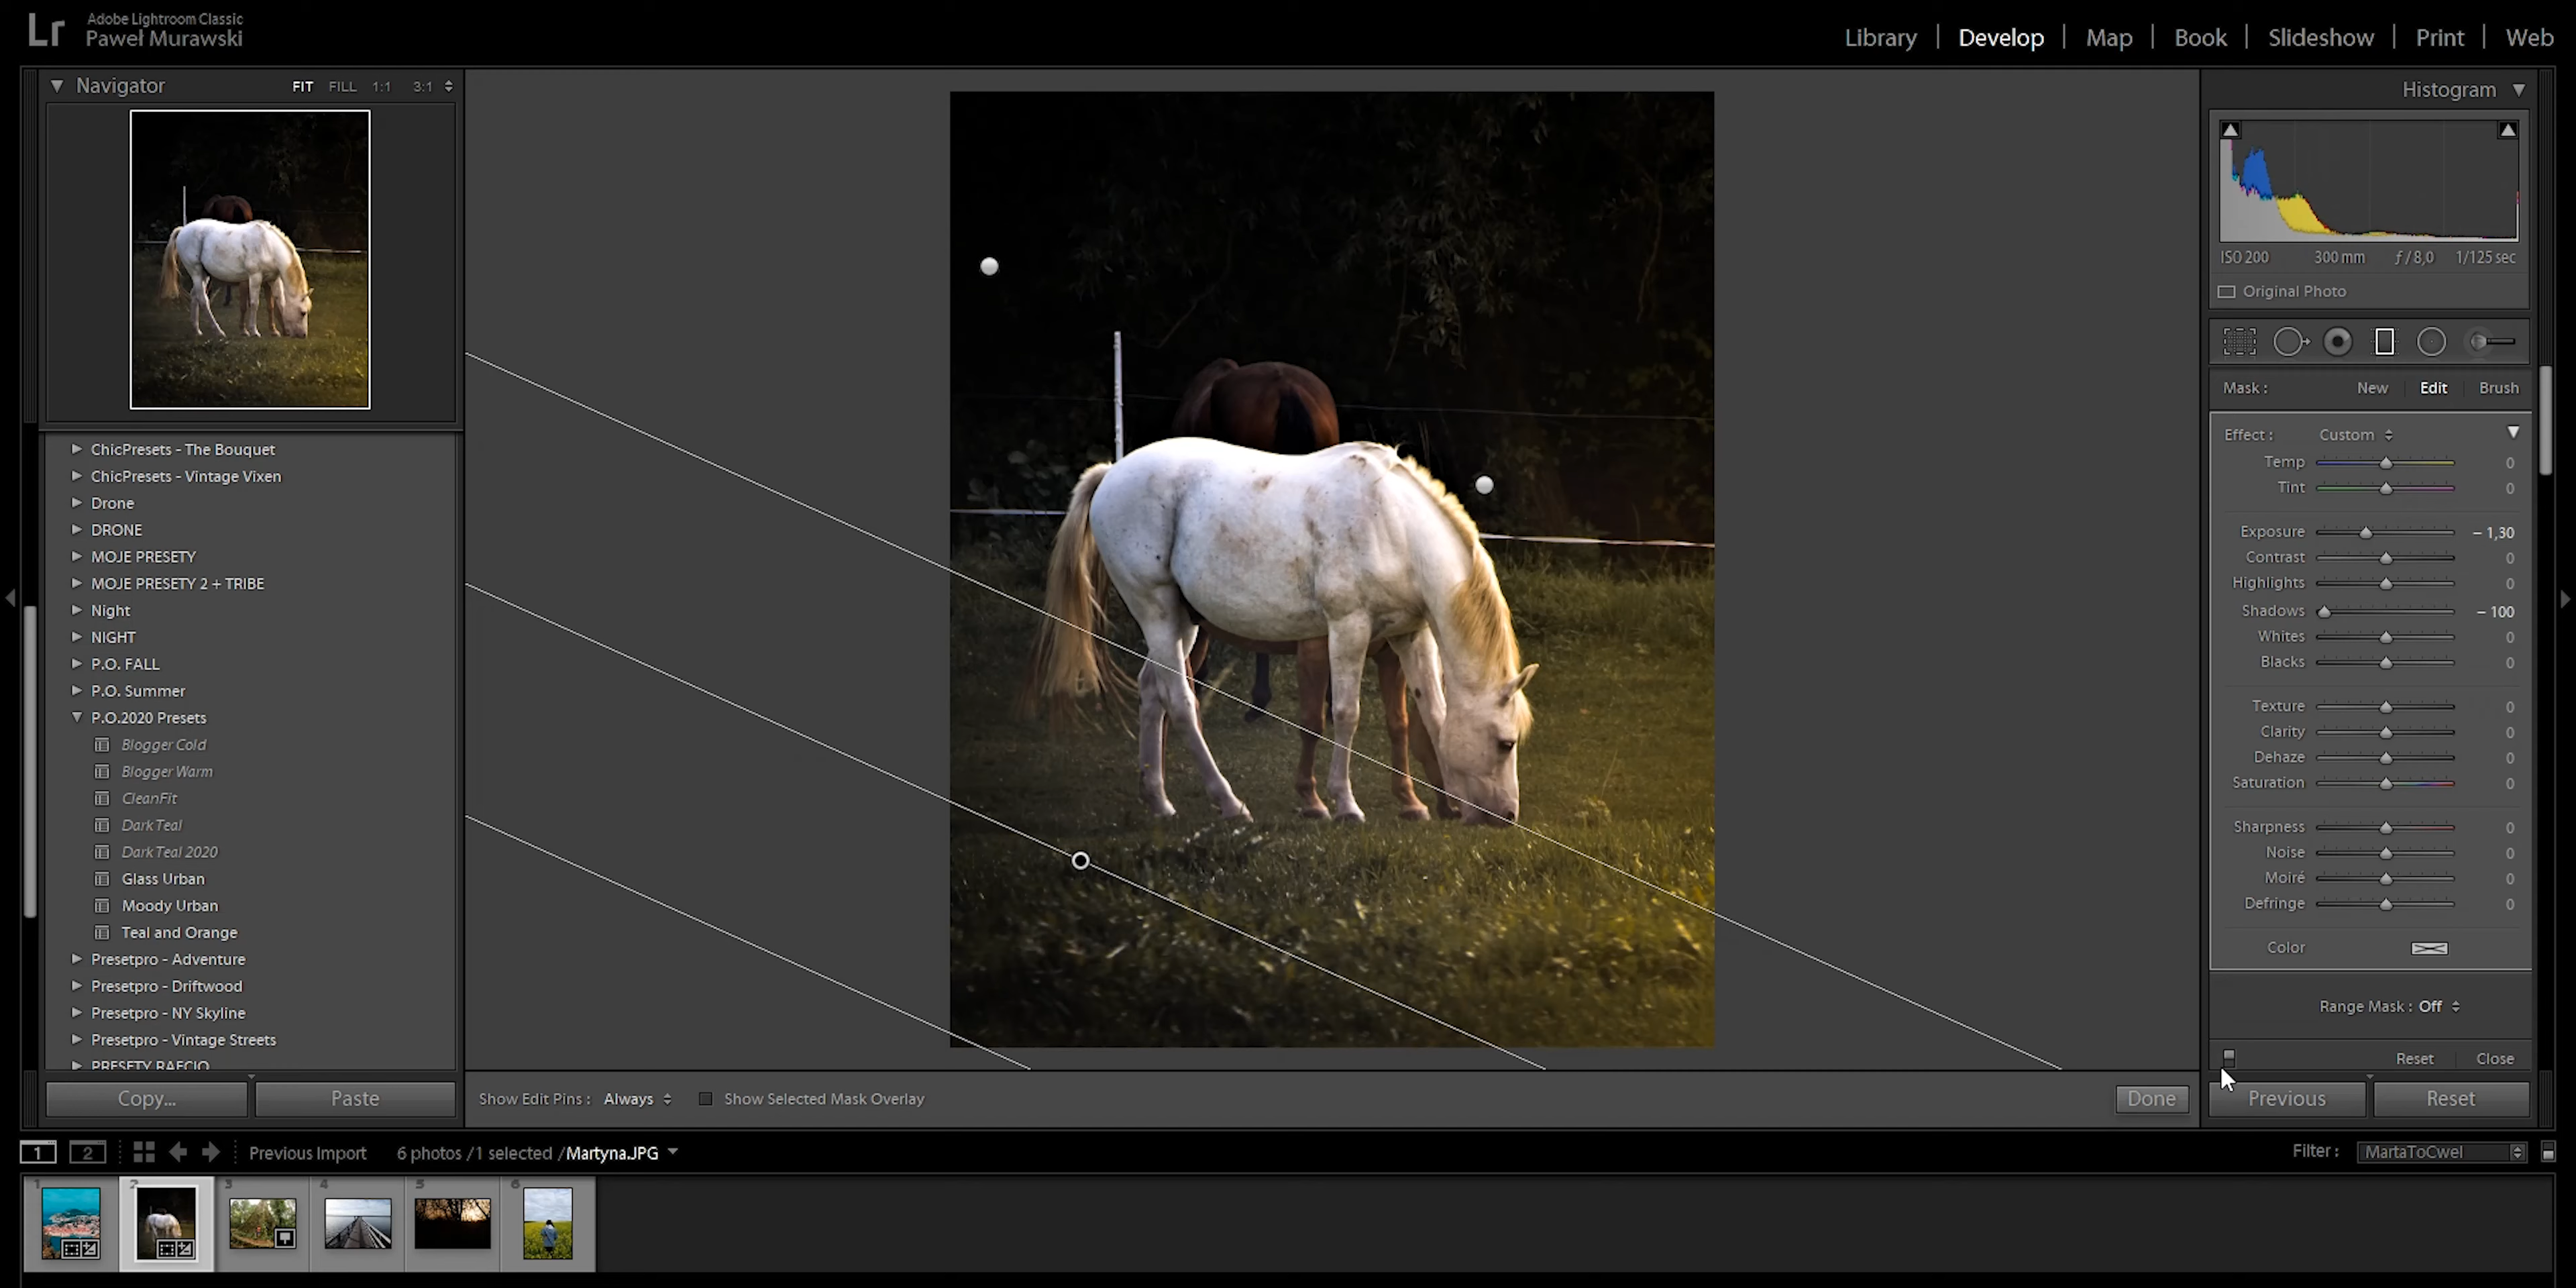 Lr
Adobe Lightroom Classic
Paweł Murawski
Library | Develop | Map | Book | Slideshow | Print | Web
Navigator FIT FILL 1:1 3:1
ChicPresets - The Bouquet
ChicPresets - Vintage Vixen
Drone
DRONE
MOJE PRESETY
MOJE PRESETY 2 + TRIBE
Night
NIGHT
P.O. FALL
P.O. Summer
P.O.2020 Presets
Blogger Cold
Blogger Warm
CleanFit
Dark Teal
Dark Teal 2020
Glass Urban
Moody Urban
Teal and Orange
Presetpro - Adventure
Presetpro - Driftwood
Presetpro - NY Skyline
Presetpro - Vintage Streets
Copy... Paste
Show Edit Pins : Always Show Selected Mask Overlay Done
Histogram
ISO 200 300 mm ƒ / 8,0 1/125 sec
Original Photo
Mask : New Edit Brush
Effect : Custom
Temp 0
Tint 0
Exposure – 1,30
Contrast 0
Highlights 0
Shadows – 100
Whites 0
Blacks 0
Texture 0
Clarity 0
Dehaze 0
Saturation 0
Sharpness 0
Noise 0
Moiré 0
Defringe 0
Color
Range Mask : Off
Reset Close
Previous Reset
1 2 Previous Import 6 photos /1 selected /Martyna.JPG Filter : MartaToCwel
1 2 3 4 5 6